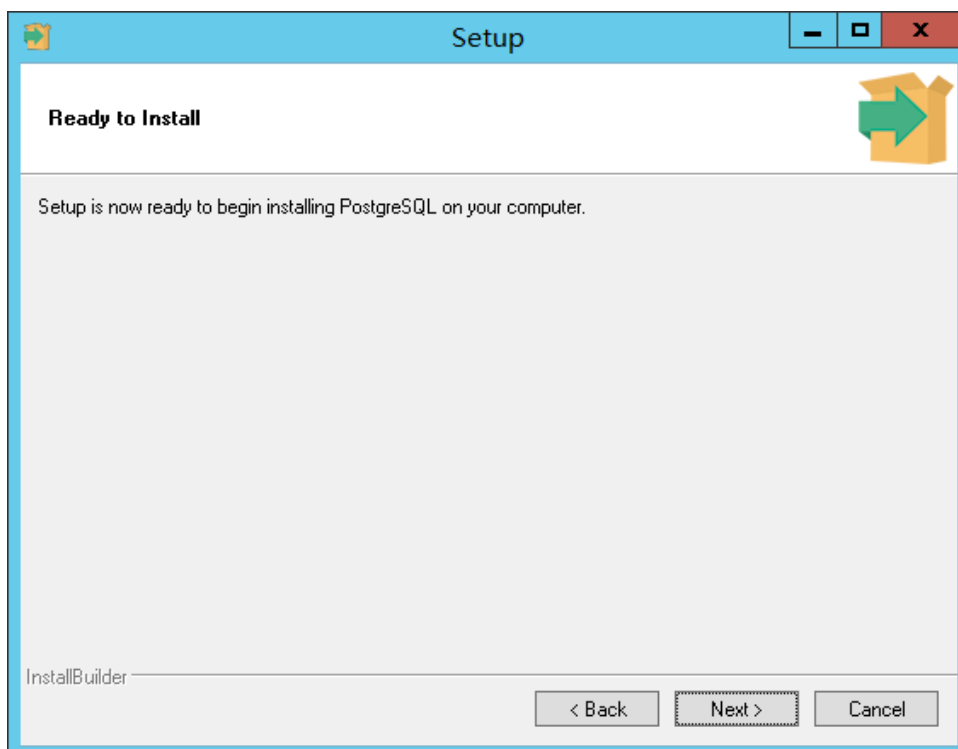 Setup
Ready to Install
Setup is now ready to begin installing PostgreSQL on your computer.
InstallBuilder
< Back Next > Cancel